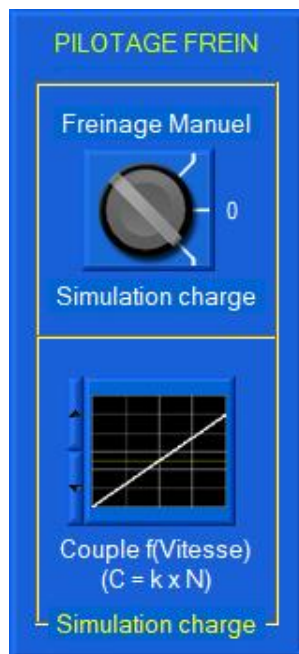 PILOTAGE FREIN
Freinage Manuel
0
Simulation charge
Couple f(Vitesse)
(C = k x N)
Simulation charge